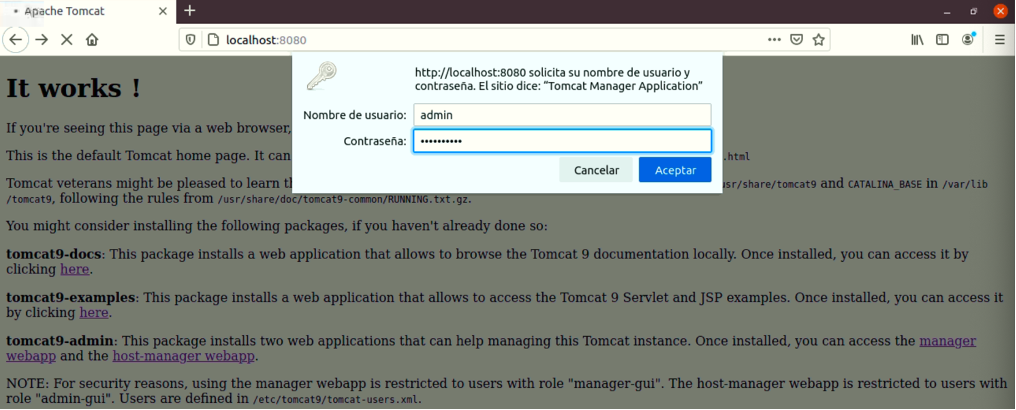 Apache Tomcat
localhost:8080
http://localhost:8080 solicita su nombre de usuario y
contraseña. El sitio dice: “Tomcat Manager Application”
Nombre de usuario: admin
Contraseña: ••••••••••
Cancelar Aceptar
It works !
If you're seeing this page via a web browser,
This is the default Tomcat home page. It can .html
Tomcat veterans might be pleased to learn th usr/share/tomcat9 and CATALINA_BASE in /var/lib
/tomcat9, following the rules from /usr/share/doc/tomcat9-common/RUNNING.txt.gz.
You might consider installing the following packages, if you haven't already done so:
tomcat9-docs: This package installs a web application that allows to browse the Tomcat 9 documentation locally. Once installed, you can access it by
clicking here.
tomcat9-examples: This package installs a web application that allows to access the Tomcat 9 Servlet and JSP examples. Once installed, you can access it
by clicking here.
tomcat9-admin: This package installs two web applications that can help managing this Tomcat instance. Once installed, you can access the manager
webapp and the host-manager webapp.
NOTE: For security reasons, using the manager webapp is restricted to users with role "manager-gui". The host-manager webapp is restricted to users with
role "admin-gui". Users are defined in /etc/tomcat9/tomcat-users.xml.